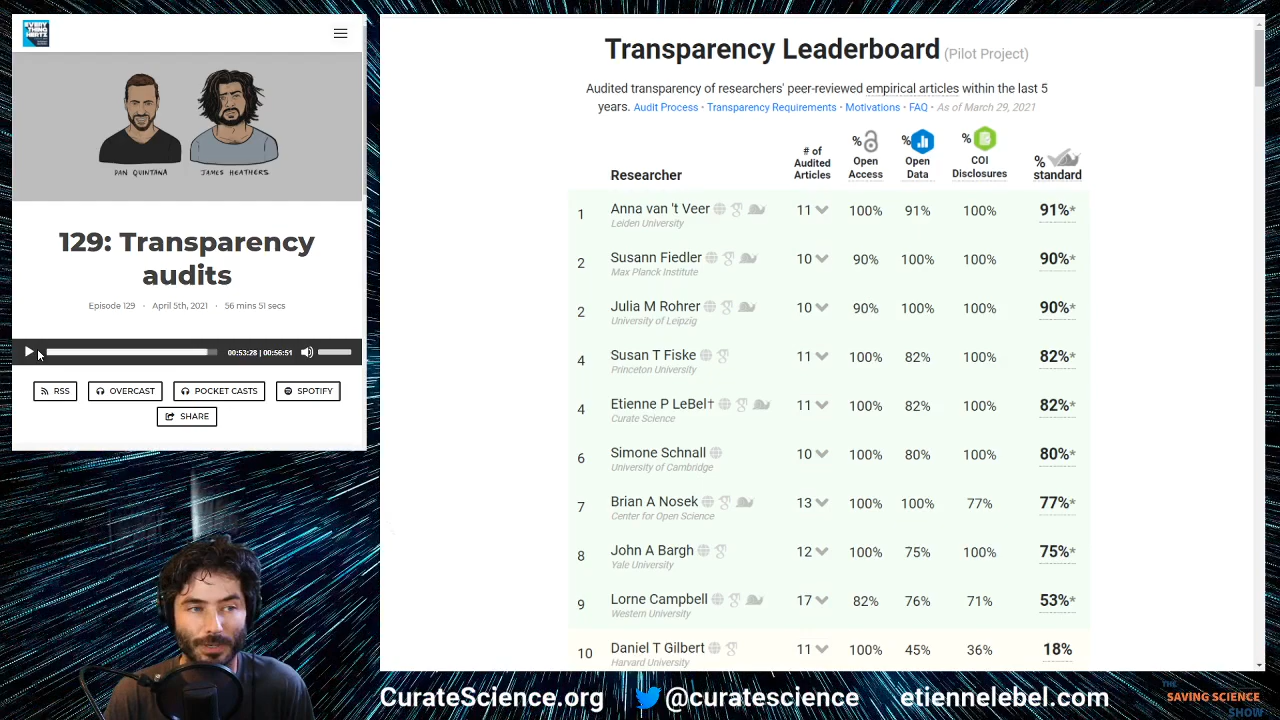 EVERY
THING
HERTZ
DAN QUINTANA
JAMES HEATHERS
129: Transparency
audits
Episode 129 · April 5th, 2021 · 56 mins 51 secs
00:53:28 | 00:56:51
RSS
OVERCAST
POCKET CASTS
SPOTIFY
SHARE
Transparency Leaderboard (Pilot Project)
Audited transparency of researchers' peer-reviewed empirical articles within the last 5
years. Audit Process · Transparency Requirements · Motivations · FAQ · As of March 29, 2021
Researcher
# of
Audited
Articles
%
Open
Access
%
Open
Data
%
COI
Disclosures
%
standard
1 Anna van 't Veer 11 100% 91% 100% 91%*
Leiden University
2 Susann Fiedler 10 90% 100% 100% 90%*
Max Planck Institute
2 Julia M Rohrer 10 90% 100% 100% 90%*
University of Leipzig
4 Susan T Fiske 11 100% 82% 100% 82%*
Princeton University
4 Etienne P LeBel† 11 100% 82% 100% 82%*
Curate Science
6 Simone Schnall 10 100% 80% 100% 80%*
University of Cambridge
7 Brian A Nosek 13 100% 100% 77% 77%*
Center for Open Science
8 John A Bargh 12 100% 75% 100% 75%*
Yale University
9 Lorne Campbell 17 82% 76% 71% 53%*
Western University
10 Daniel T Gilbert 11 100% 45% 36% 18%
Harvard University
CurateScience.org @curatescience etiennelebel.com
THE
SAVING SCIENCE
SHOW